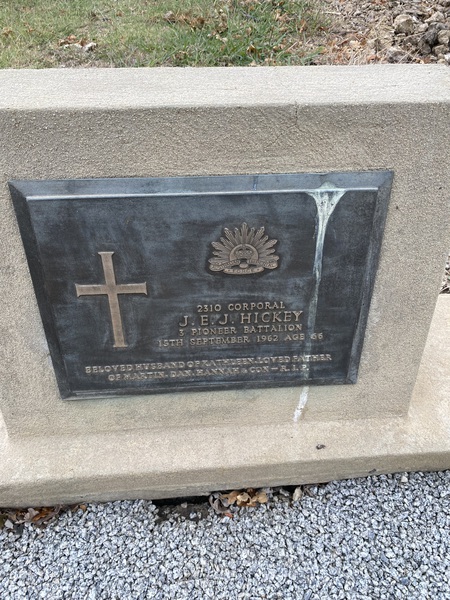 2310 CORPORAL
J. E. J. HICKEY
3 PIONEER BATTALION
15TH SEPTEMBER 1962 AGE 66
BELOVED HUSBAND OF KATHLEEN. LOVED FATHER
OF MARTIN. DAN. HANNAH & CON — R. I. P.